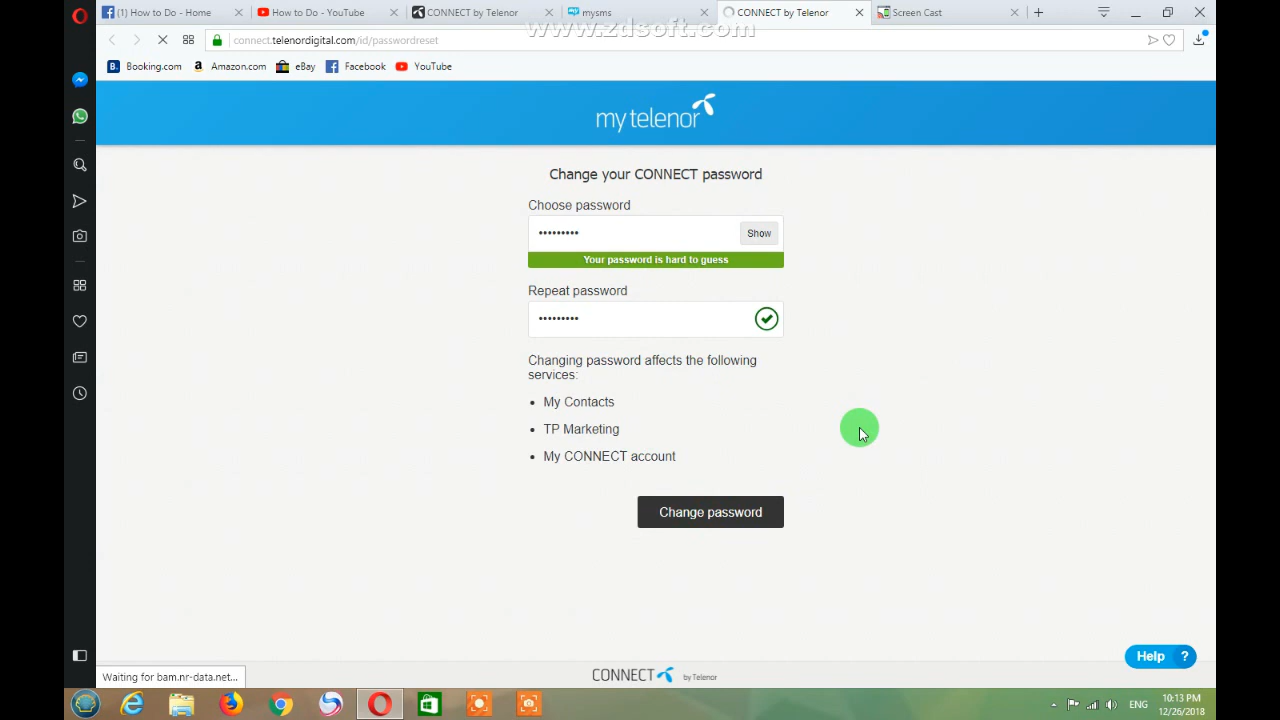 (1) How to Do - Home
How to Do - YouTube
CONNECT by Telenor
mysms
CONNECT by Telenor
Screen Cast
www.zdsoft.com
connect.telenordigital.com/id/passwordreset
B. Booking.com
a Amazon.com
eBay
Facebook
YouTube
my telenor
Change your CONNECT password
Choose password
•••••••••
Show
Your password is hard to guess
Repeat password
•••••••••
Changing password affects the following
services:
• My Contacts
• TP Marketing
• My CONNECT account
Change password
Help ?
Waiting for bam.nr-data.net...
CONNECT by Telenor
ENG
10:13 PM
12/26/2018